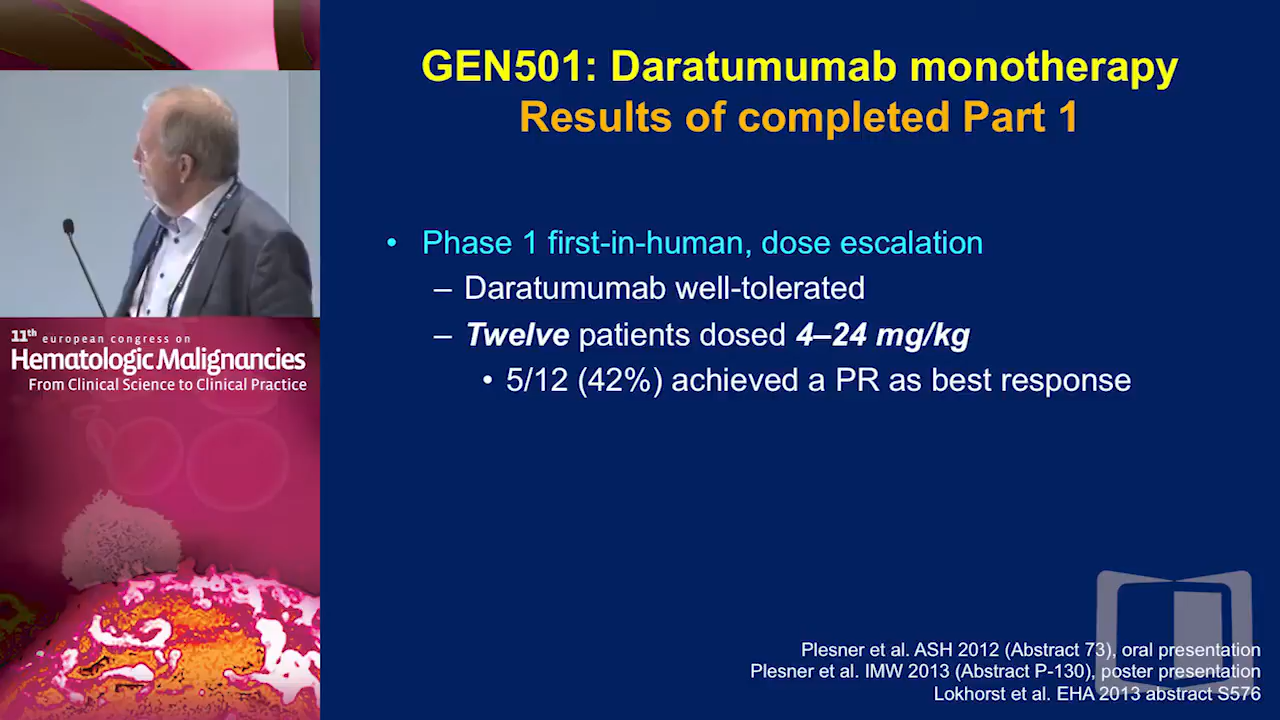 GEN501: Daratumumab monotherapy
Results of completed Part 1
• Phase 1 first-in-human, dose escalation
– Daratumumab well-tolerated
– Twelve patients dosed 4–24 mg/kg
• 5/12 (42%) achieved a PR as best response
11th european congress on
Hematologic Malignancies
From Clinical Science to Clinical Practice
Plesner et al. ASH 2012 (Abstract 73), oral presentation
Plesner et al. IMW 2013 (Abstract P-130), poster presentation
Lokhorst et al. EHA 2013 abstract S576